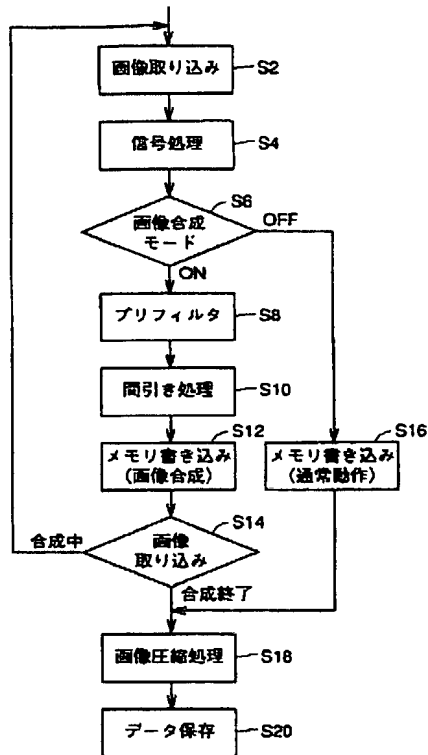 画像取り込み
S2
信号処理
S4
画像合成
モード
S6
OFF
ON
プリフィルタ
S8
間引き処理
S10
メモリ書き込み
(画像合成)
S12
メモリ書き込み
(通常動作)
S16
画像
取り込み
S14
合成中
合成終了
画像圧縮処理
S18
データ保存
S20